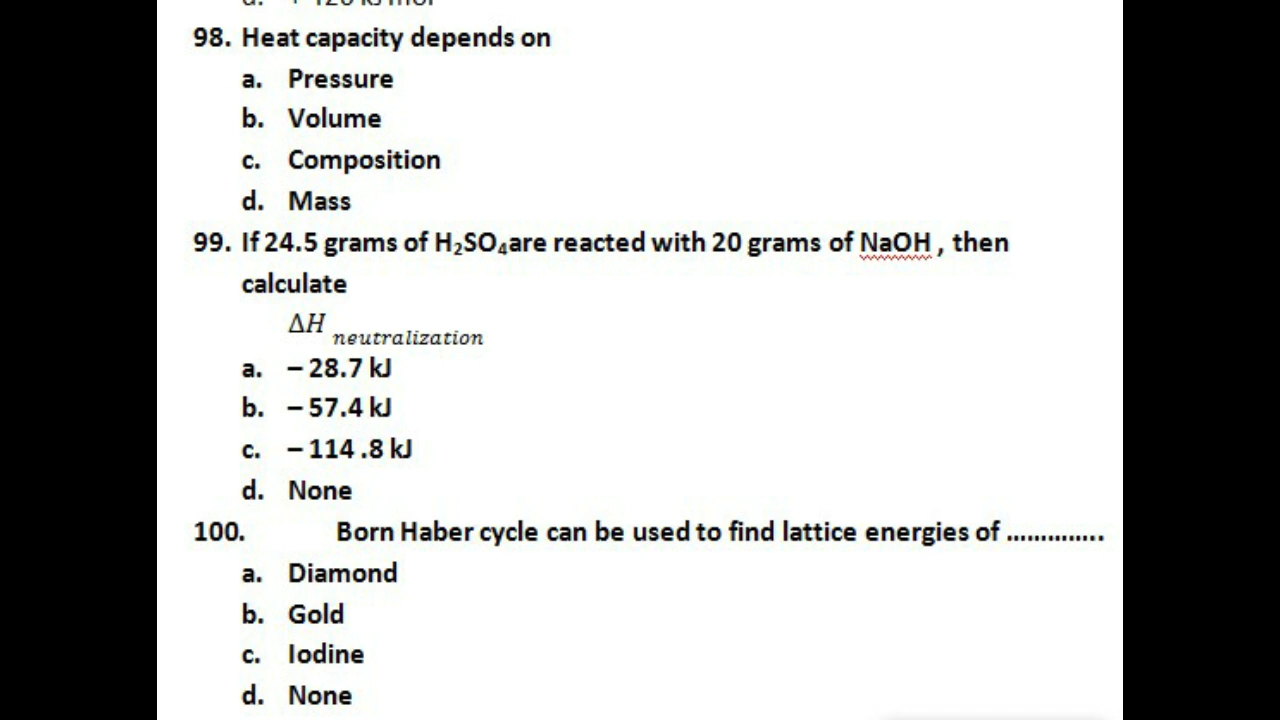 98. Heat capacity depends on
a. Pressure
b. Volume
c. Composition
d. Mass
99. If 24.5 grams of H₂SO₄are reacted with 20 grams of NaOH , then
calculate
ΔH neutralization
a. – 28.7 kJ
b. – 57.4 kJ
c. – 114 .8 kJ
d. None
100. Born Haber cycle can be used to find lattice energies of ..............
a. Diamond
b. Gold
c. Iodine
d. None